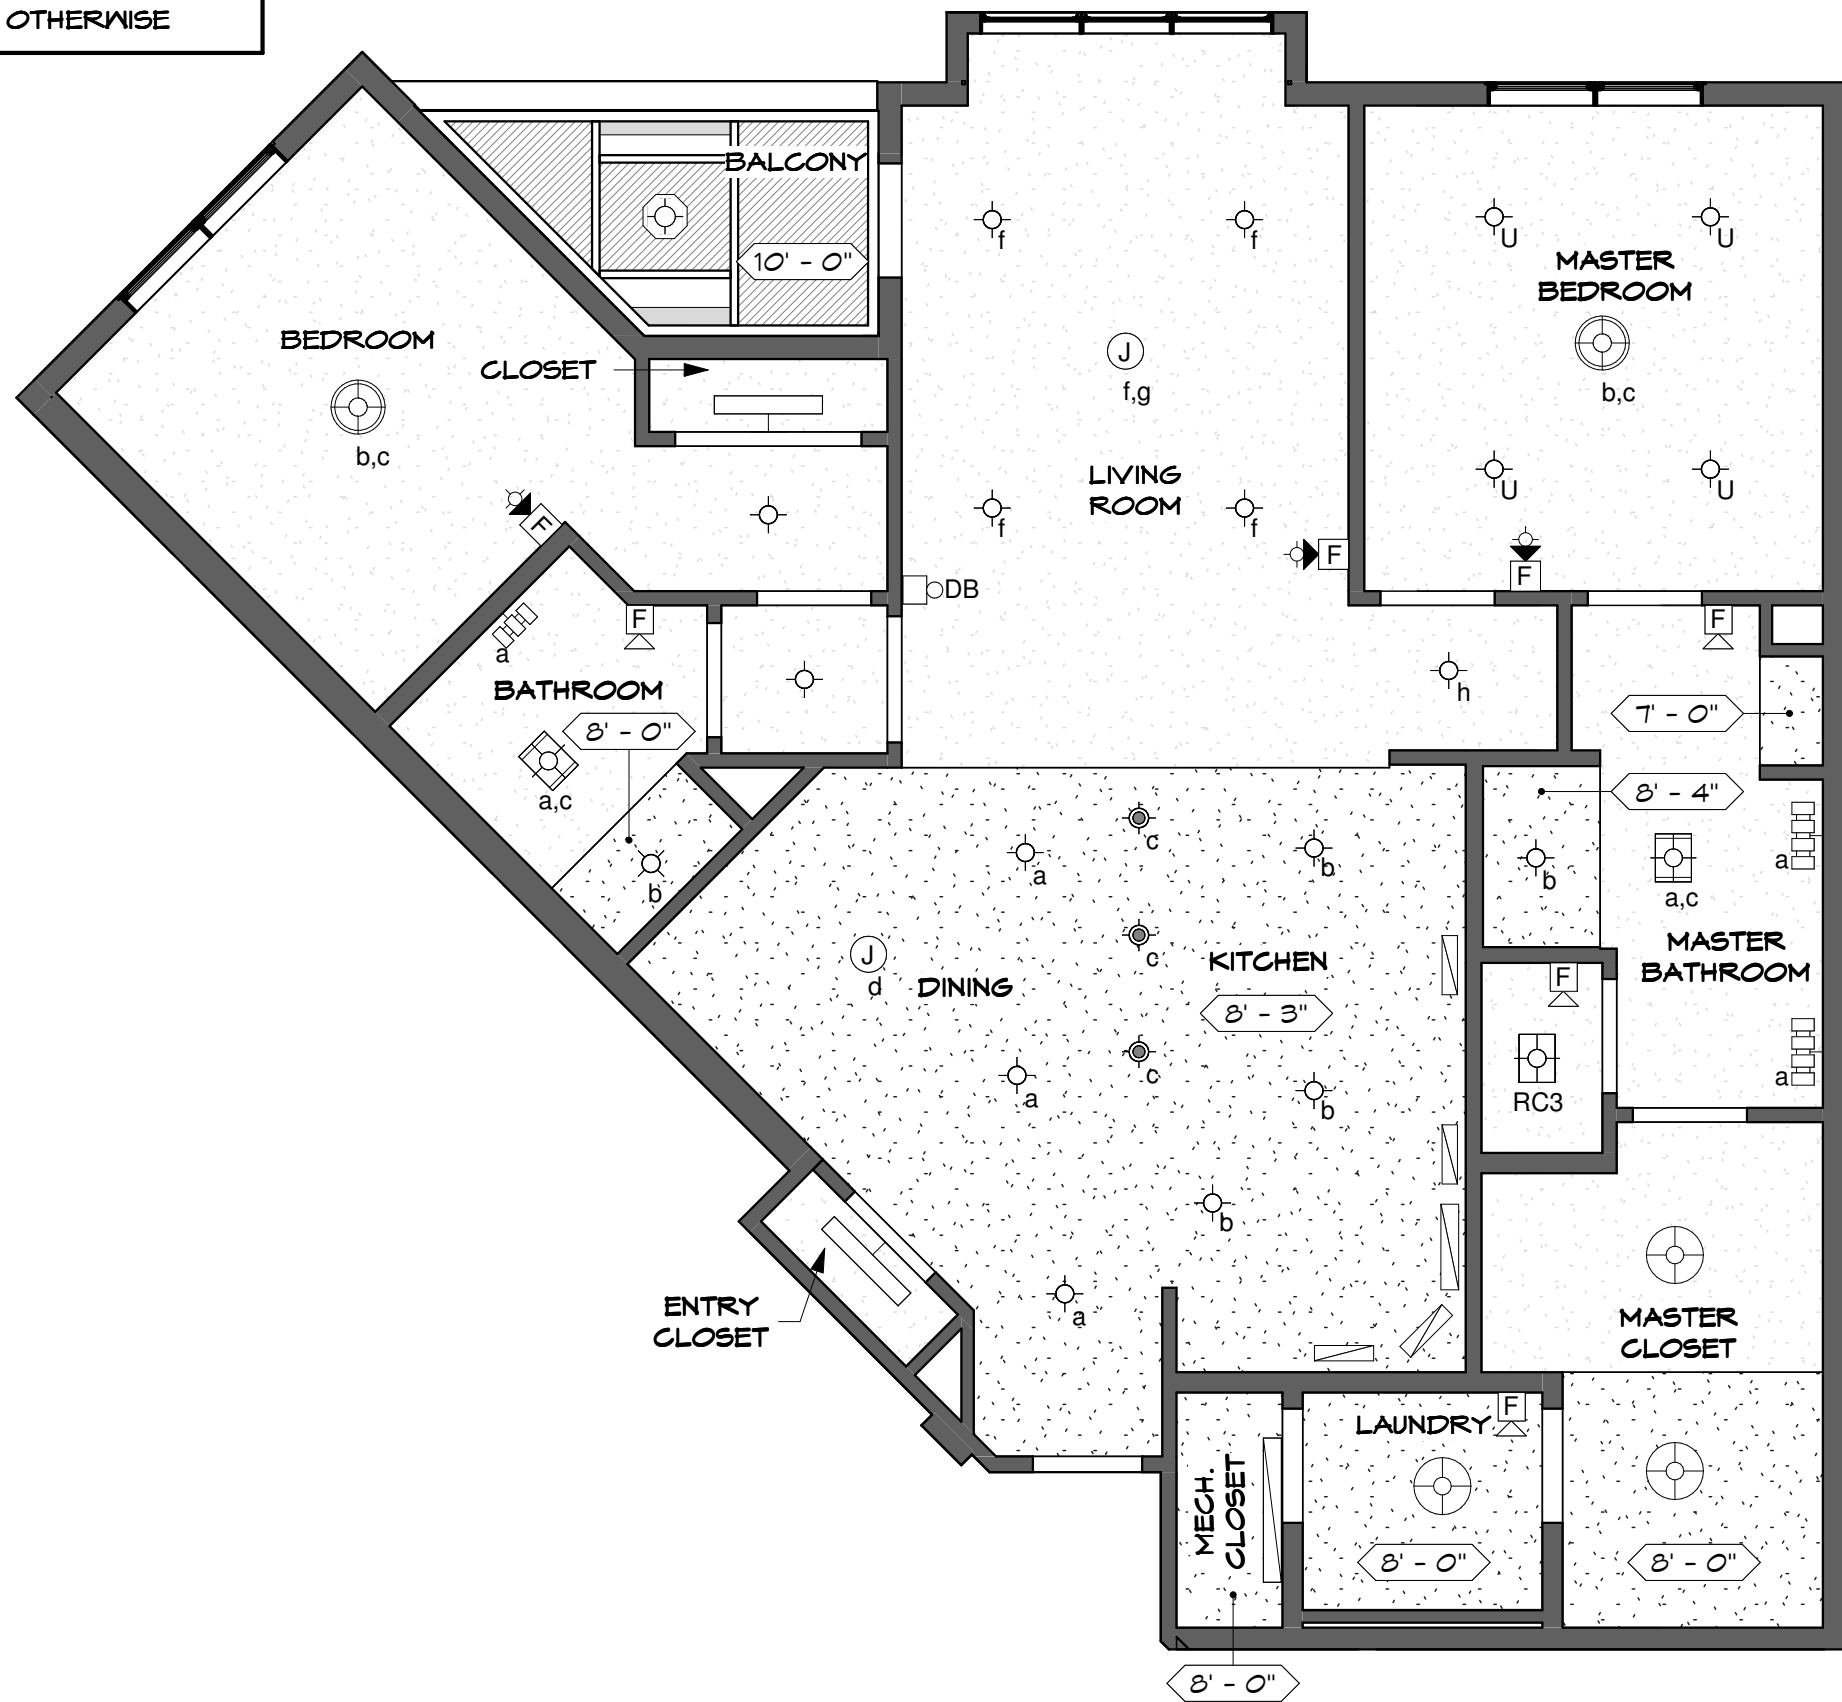 OTHERWISE
BALCONY
10' - 0"
BEDROOM
b,c
CLOSET
F
f
f
J
f,g
LIVING
ROOM
f
f
F
DB
h
U
U
MASTER
BEDROOM
b,c
U
U
F
F
a
BATHROOM
8' - 0"
a,c
b
F
7' - 0"
8' - 4"
b
a,c
a
MASTER
BATHROOM
a
F
RC3
c
a
b
c
J
d
DINING
KITCHEN
8' - 3"
c
a
b
b
a
ENTRY
CLOSET
MASTER
CLOSET
8' - 0"
LAUNDRY
F
8' - 0"
MECH.
CLOSET
8' - 0"